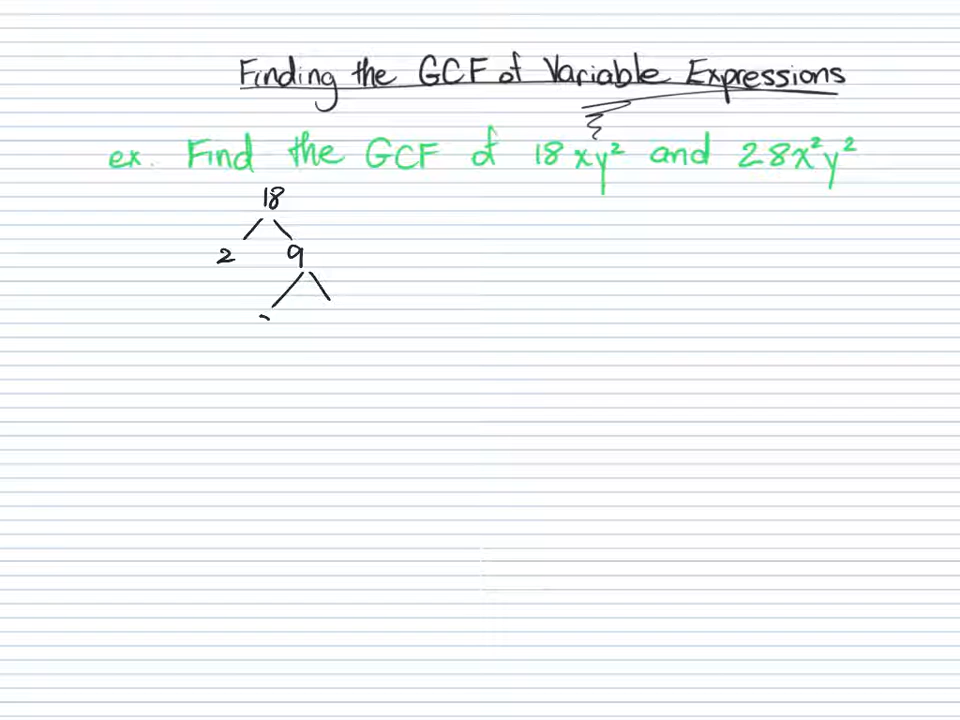 Finding the GCF of Variable Expressions
ex. Find the GCF of 18xy² and 28x²y²
18
2 9